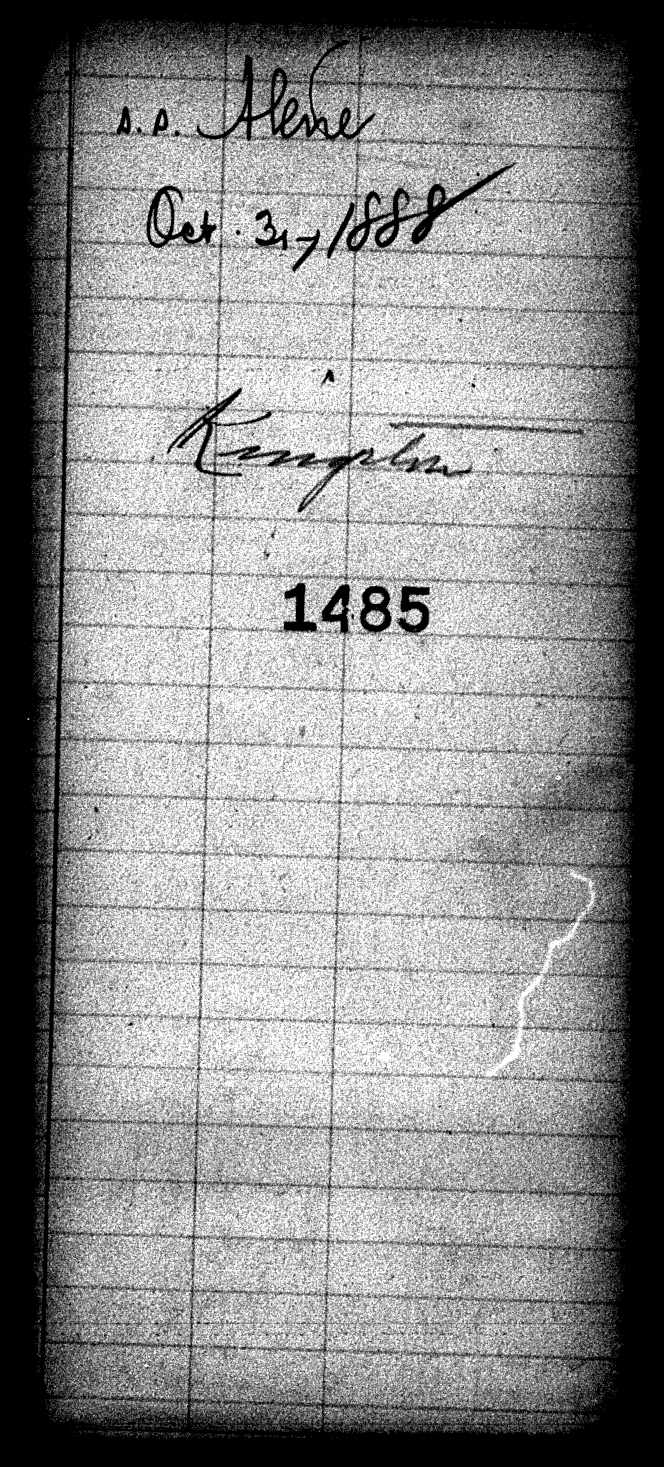 s.s. Alene
Oct. 31, 1888
Kingston
1485